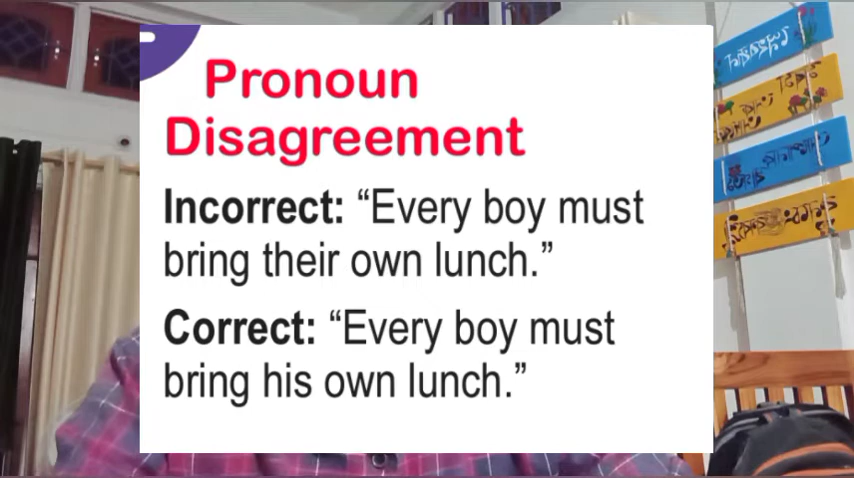 Pronoun
Disagreement
Incorrect: “Every boy must
bring their own lunch.”
Correct: “Every boy must
bring his own lunch.”